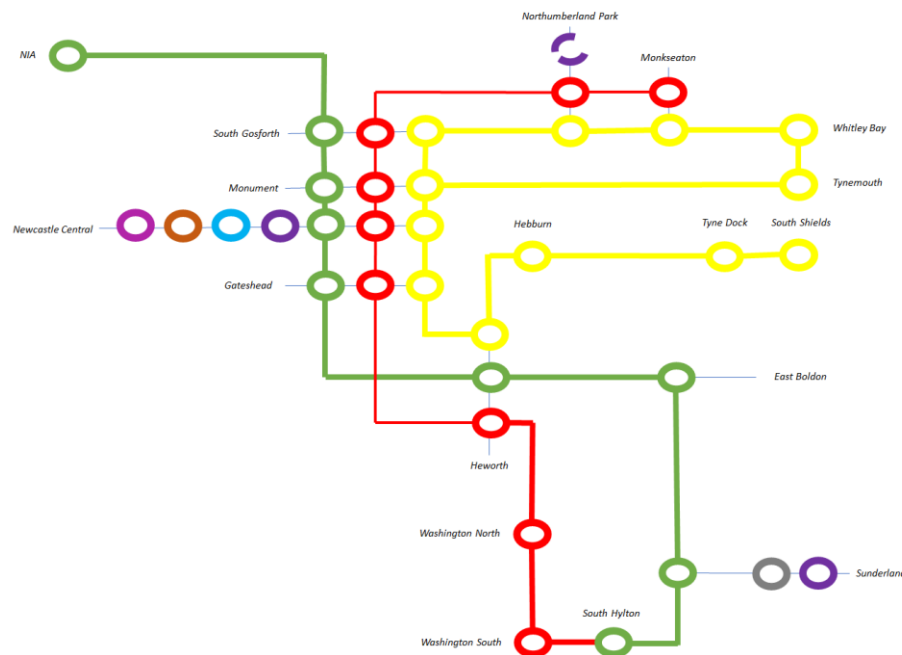 Northumberland Park
NIA
Monkseaton
South Gosforth
Whitley Bay
Monument
Tynemouth
Newcastle Central
Hebburn
Tyne Dock
South Shields
Gateshead
East Boldon
Heworth
Washington North
Sunderland
South Hylton
Washington South